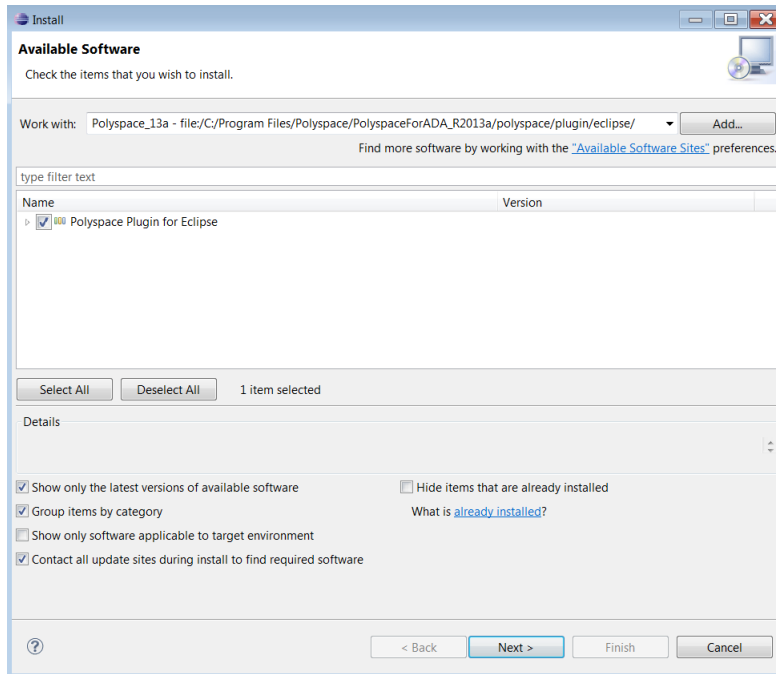 Install
Available Software
Check the items that you wish to install.
Work with: Polyspace_13a - file:/C:/Program Files/Polyspace/PolyspaceForADA_R2013a/polyspace/plugin/eclipse/ Add...
Find more software by working with the "Available Software Sites" preferences.
type filter text
Name Version
Polyspace Plugin for Eclipse
Select All Deselect All 1 item selected
Details
Show only the latest versions of available software Hide items that are already installed
Group items by category What is already installed?
Show only software applicable to target environment
Contact all update sites during install to find required software
? < Back Next > Finish Cancel